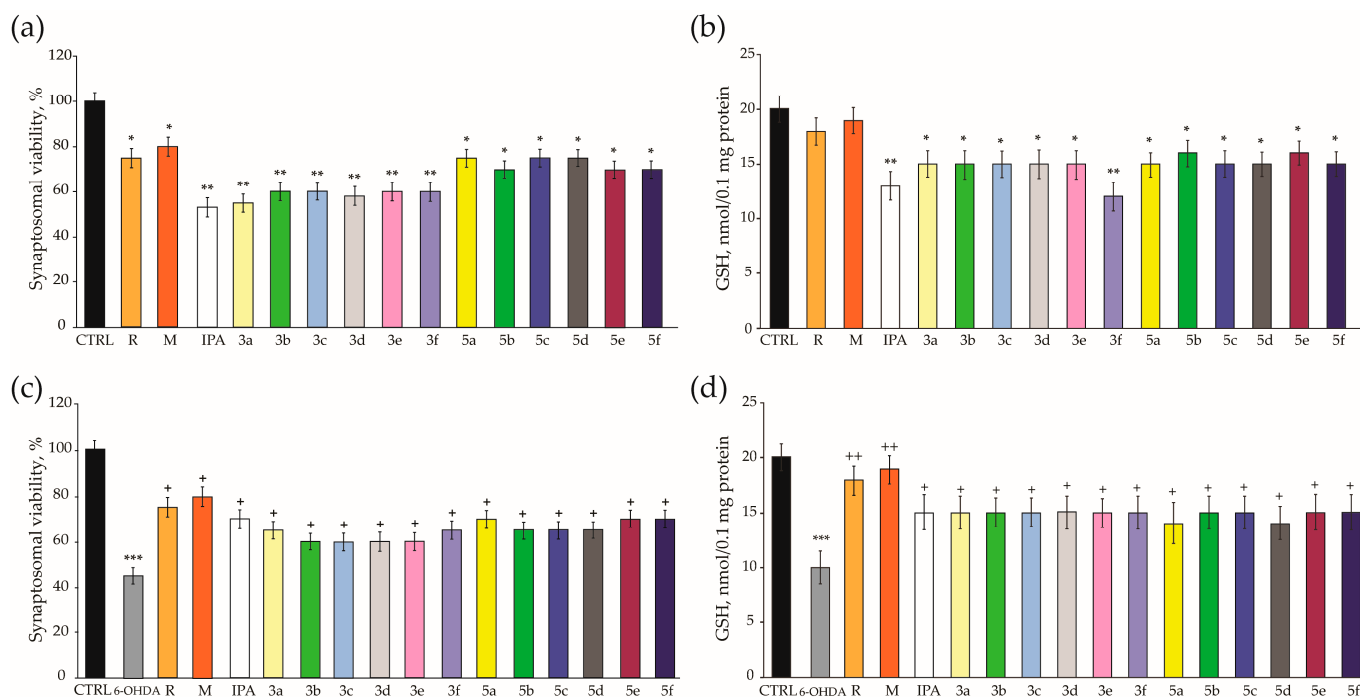 (a)
Synaptosomal viability, %
120
100
80
60
40
20
0
* * ** ** ** ** ** ** ** * * * * * *
CTRL R M IPA 3a 3b 3c 3d 3e 3f 5a 5b 5c 5d 5e 5f
(b)
GSH, nmol/0.1 mg protein
25
20
15
10
5
0
** * * * * * ** * * * * * *
CTRL R M IPA 3a 3b 3c 3d 3e 3f 5a 5b 5c 5d 5e 5f
(c)
Synaptosomal viability, %
120
100
80
60
40
20
0
*** + + + + + + + + + + + + + + +
CTRL 6-OHDA R M IPA 3a 3b 3c 3d 3e 3f 5a 5b 5c 5d 5e 5f
(d)
GSH, nmol/0.1 mg protein
25
20
15
10
5
0
*** ++ ++ + + + + + + + + + + + + +
CTRL 6-OHDA R M IPA 3a 3b 3c 3d 3e 3f 5a 5b 5c 5d 5e 5f